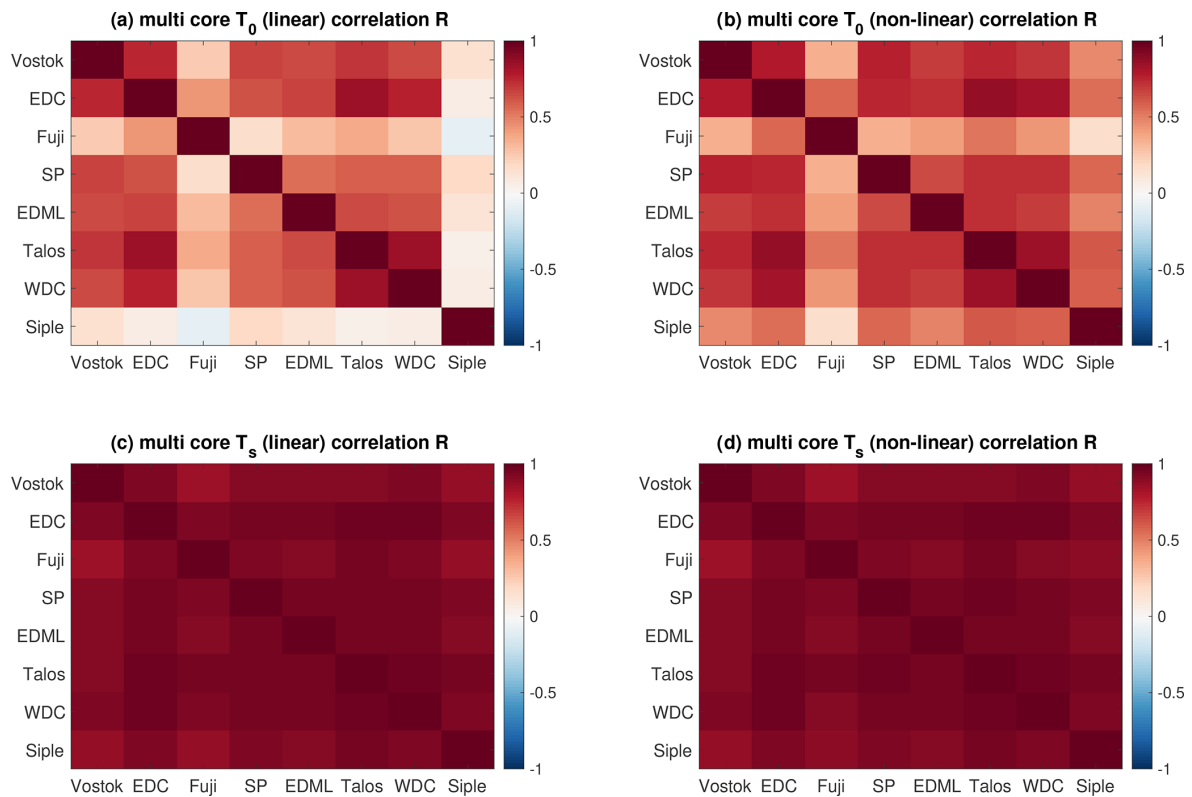 (a) multi core T0 (linear) correlation R
Vostok
EDC
Fuji
SP
EDML
Talos
WDC
Siple
Vostok EDC Fuji SP EDML Talos WDC Siple
1
0.5
0
-0.5
-1
(b) multi core T0 (non-linear) correlation R
Vostok
EDC
Fuji
SP
EDML
Talos
WDC
Siple
Vostok EDC Fuji SP EDML Talos WDC Siple
1
0.5
0
-0.5
-1
(c) multi core Ts (linear) correlation R
Vostok
EDC
Fuji
SP
EDML
Talos
WDC
Siple
Vostok EDC Fuji SP EDML Talos WDC Siple
1
0.5
0
-0.5
-1
(d) multi core Ts (non-linear) correlation R
Vostok
EDC
Fuji
SP
EDML
Talos
WDC
Siple
Vostok EDC Fuji SP EDML Talos WDC Siple
1
0.5
0
-0.5
-1